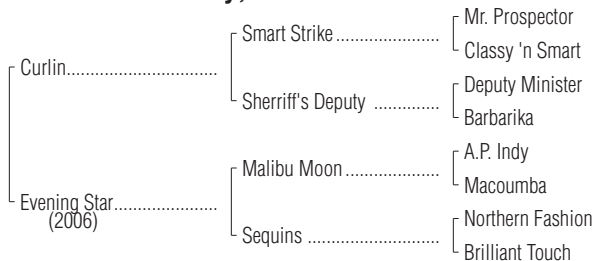 Mr. Prospector
Smart Strike
Classy 'n Smart
Curlin
Deputy Minister
Sherriff's Deputy
Barbarika
A.P. Indy
Malibu Moon
Macoumba
Evening Star
(2006)
Northern Fashion
Sequins
Brilliant Touch